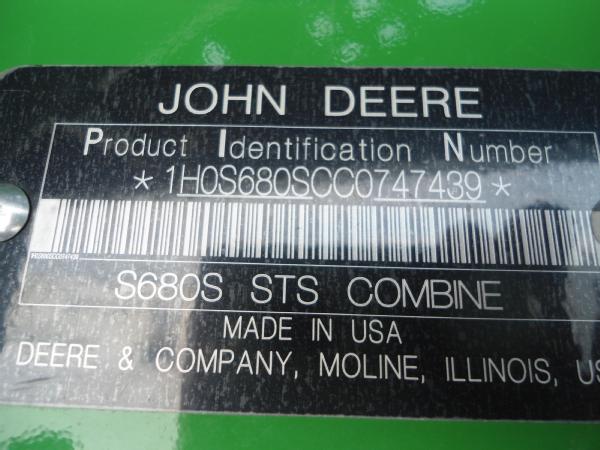 JOHN DEERE
Product Identification Number
*1H0S680SCC0747439*
S680S STS COMBINE
MADE IN USA
DEERE & COMPANY, MOLINE, ILLINOIS, US